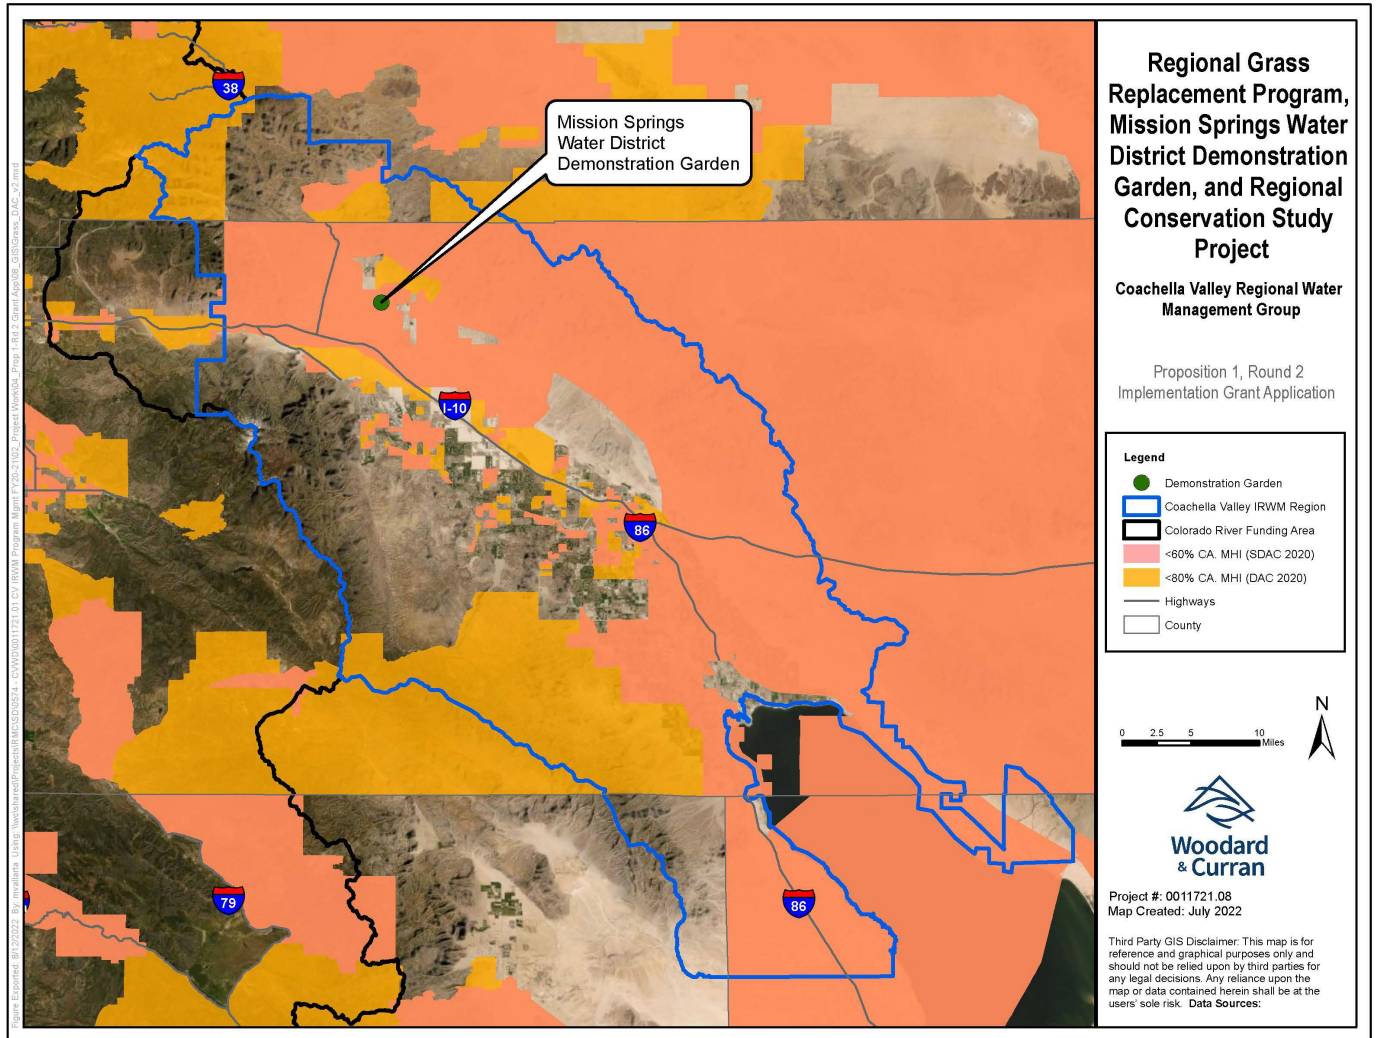 38
Mission Springs
Water District
Demonstration Garden
I-10
86
79
86
Regional Grass
Replacement Program,
Mission Springs Water
District Demonstration
Garden, and Regional
Conservation Study
Project
Coachella Valley Regional Water
Management Group
Proposition 1, Round 2
Implementation Grant Application
Legend
Demonstration Garden
Coachella Valley IRWM Region
Colorado River Funding Area
<60% CA. MHI (SDAC 2020)
<80% CA. MHI (DAC 2020)
Highways
County
N
0 2.5 5 10
Miles
Woodard
& Curran
Project #: 0011721.08
Map Created: July 2022
Third Party GIS Disclaimer: This map is for
reference and graphical purposes only and
should not be relied upon by third parties for
any legal decisions. Any reliance upon the
map or data contained herein shall be at the
users' sole risk. Data Sources: